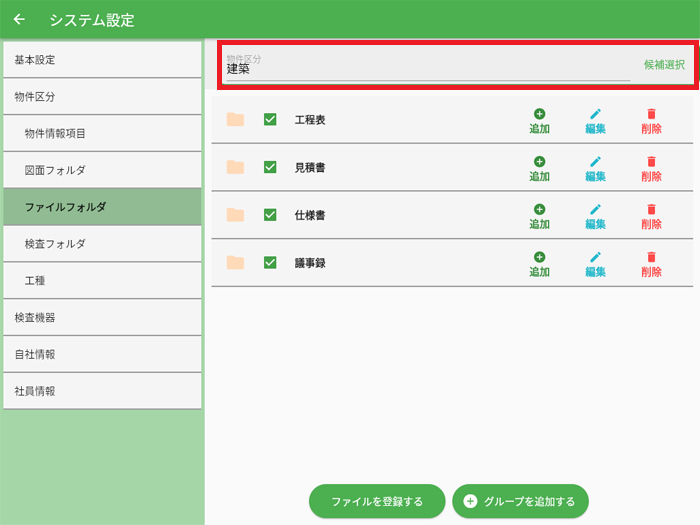 システム設定
基本設定
物件区分
物件情報項目
図面フォルダ
ファイルフォルダ
検査フォルダ
工種
検査機器
自社情報
社員情報
物件区分
建築
候補選択
工程表
追加
編集
削除
見積書
追加
編集
削除
仕様書
追加
編集
削除
議事録
追加
編集
削除
ファイルを登録する
グループを追加する